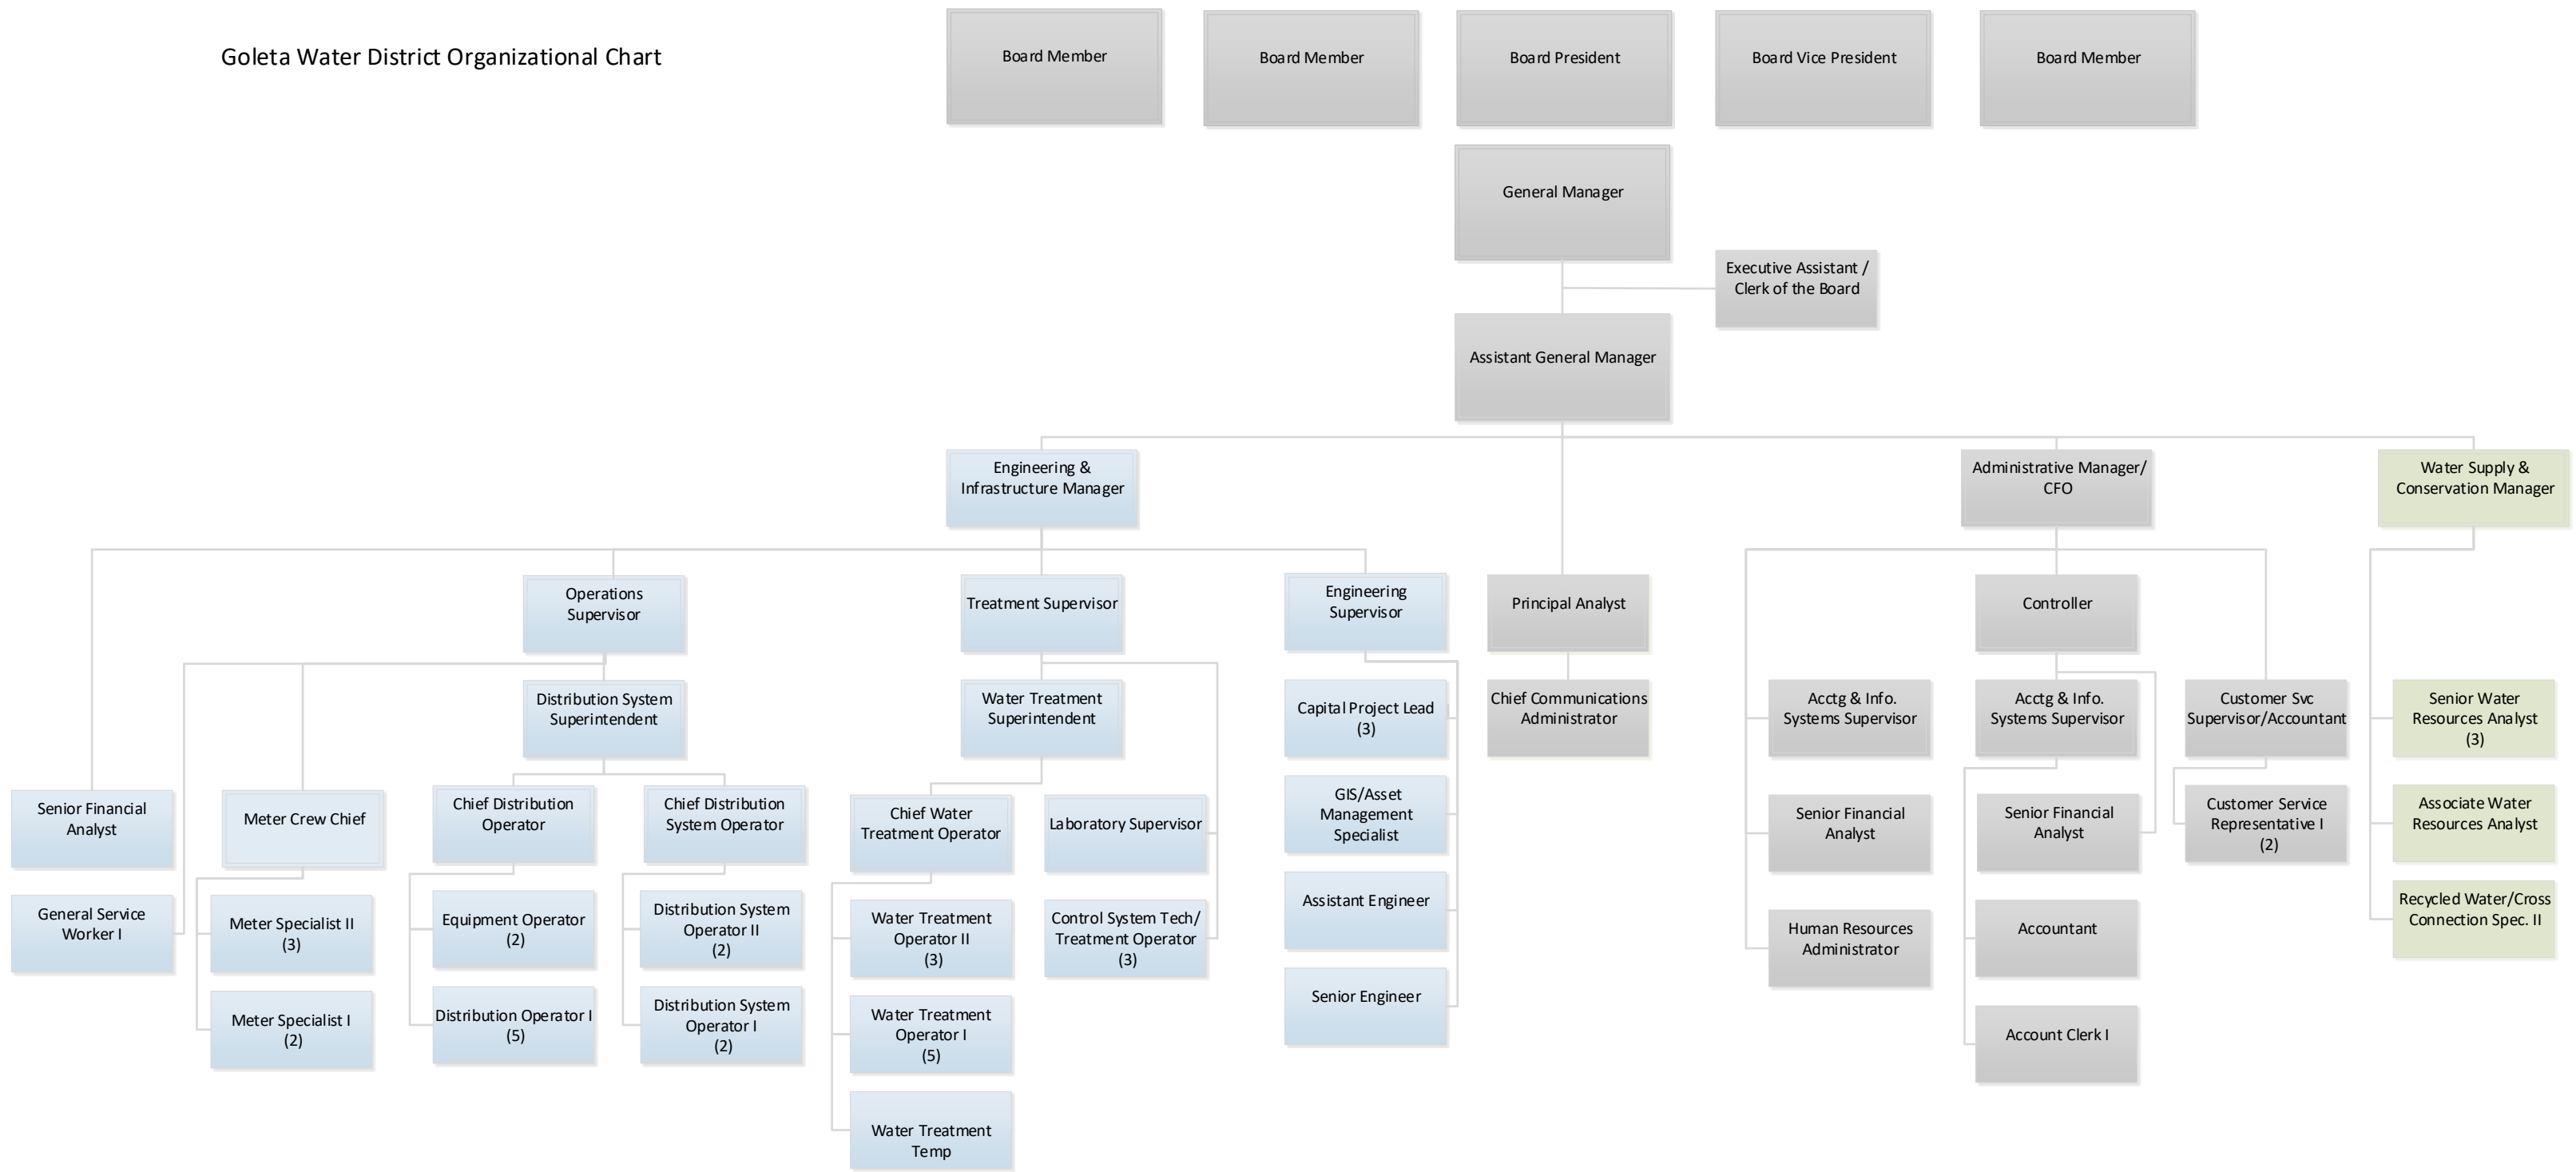 Goleta Water District Organizational Chart
Board Member
Board Member
Board President
Board Vice President
Board Member
General Manager
Executive Assistant /
Clerk of the Board
Assistant General Manager
Engineering &
Infrastructure Manager
Administrative Manager/
CFO
Water Supply &
Conservation Manager
Operations
Supervisor
Treatment Supervisor
Engineering
Supervisor
Principal Analyst
Controller
Distribution System
Superintendent
Water Treatment
Superintendent
Capital Project Lead
(3)
Chief Communications
Administrator
Acctg & Info.
Systems Supervisor
Acctg & Info.
Systems Supervisor
Customer Svc
Supervisor/Accountant
Senior Water
Resources Analyst
(3)
Senior Financial
Analyst
Meter Crew Chief
Chief Distribution
Operator
Chief Distribution
System Operator
Chief Water
Treatment Operator
Laboratory Supervisor
GIS/Asset
Management
Specialist
Senior Financial
Analyst
Senior Financial
Analyst
Customer Service
Representative I
(2)
Associate Water
Resources Analyst
General Service
Worker I
Meter Specialist II
(3)
Equipment Operator
(2)
Distribution System
Operator II
(2)
Water Treatment
Operator II
(3)
Control System Tech/
Treatment Operator
(3)
Assistant Engineer
Human Resources
Administrator
Accountant
Recycled Water/Cross
Connection Spec. II
Meter Specialist I
(2)
Distribution Operator I
(5)
Distribution System
Operator I
(2)
Water Treatment
Operator I
(5)
Senior Engineer
Account Clerk I
Water Treatment
Temp